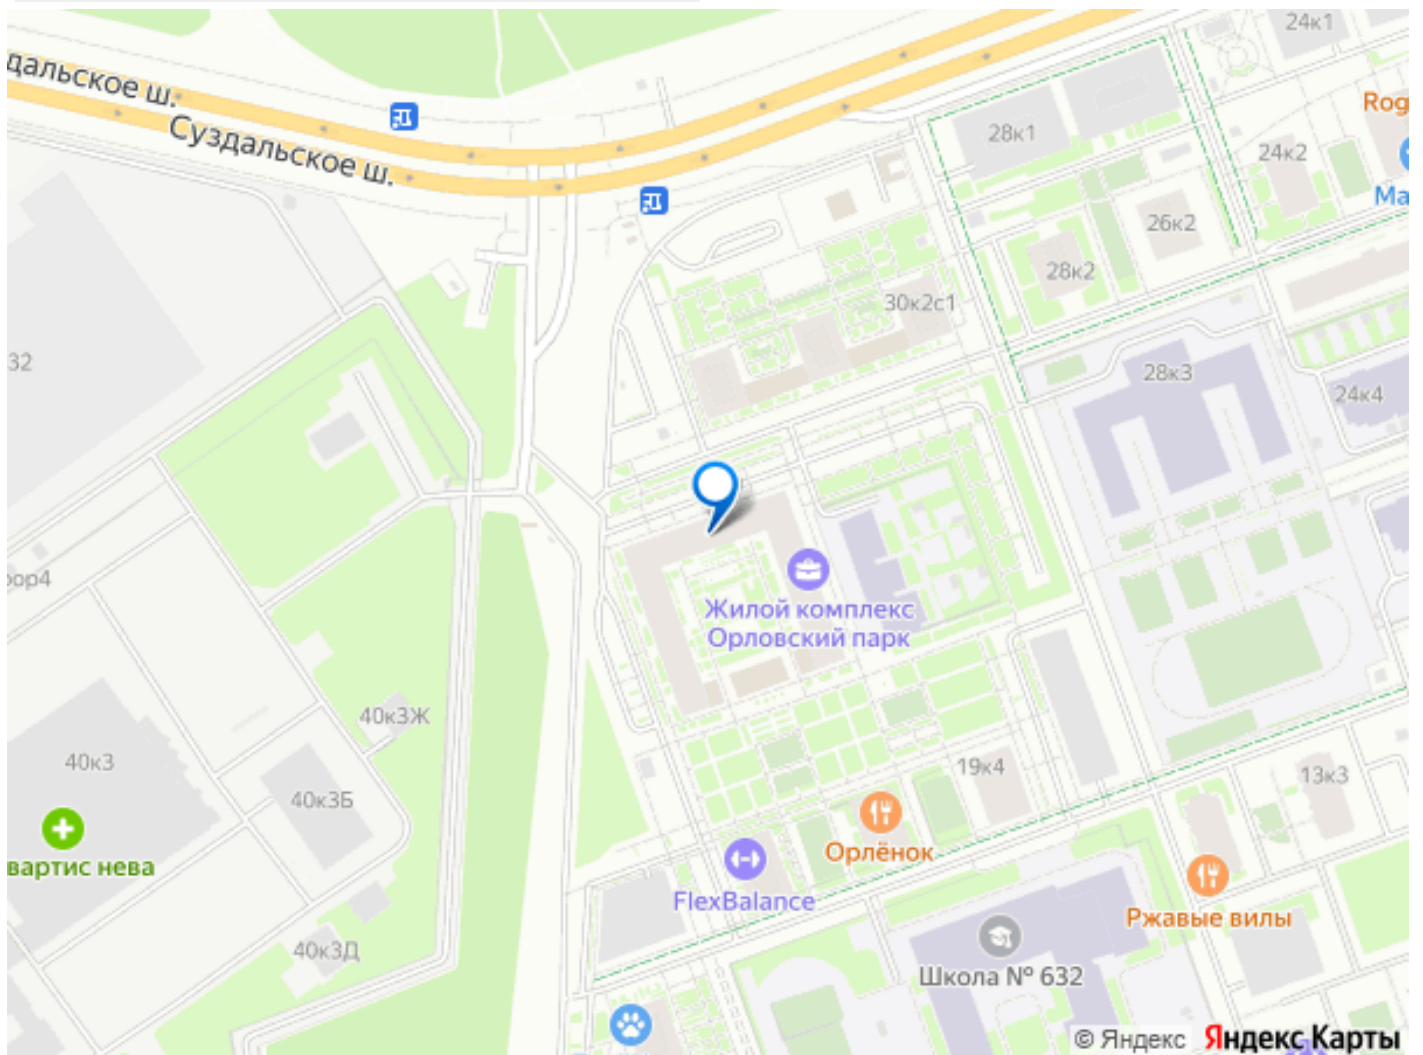 24к1
дальское ш.
Суздальское ш.
Rog
28к1
24к2
Ма
26к2
28к2
30к2с1
32
28к3
24к4
Жилой комплекс
Орловский парк
40к3Ж
40к3
40к3Б
19к4
13к3
Орлёнок
вартис нева
FlexBalance
Ржавые вилы
40к3Д
Школа № 632
© Яндекс Яндекс Карты